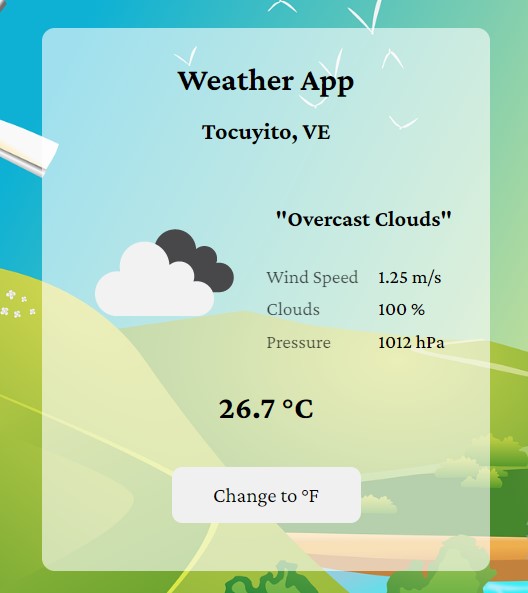 Weather App
Tocuyito, VE
"Overcast Clouds"
Wind Speed 1.25 m/s
Clouds 100 %
Pressure 1012 hPa
26.7 °C
Change to °F